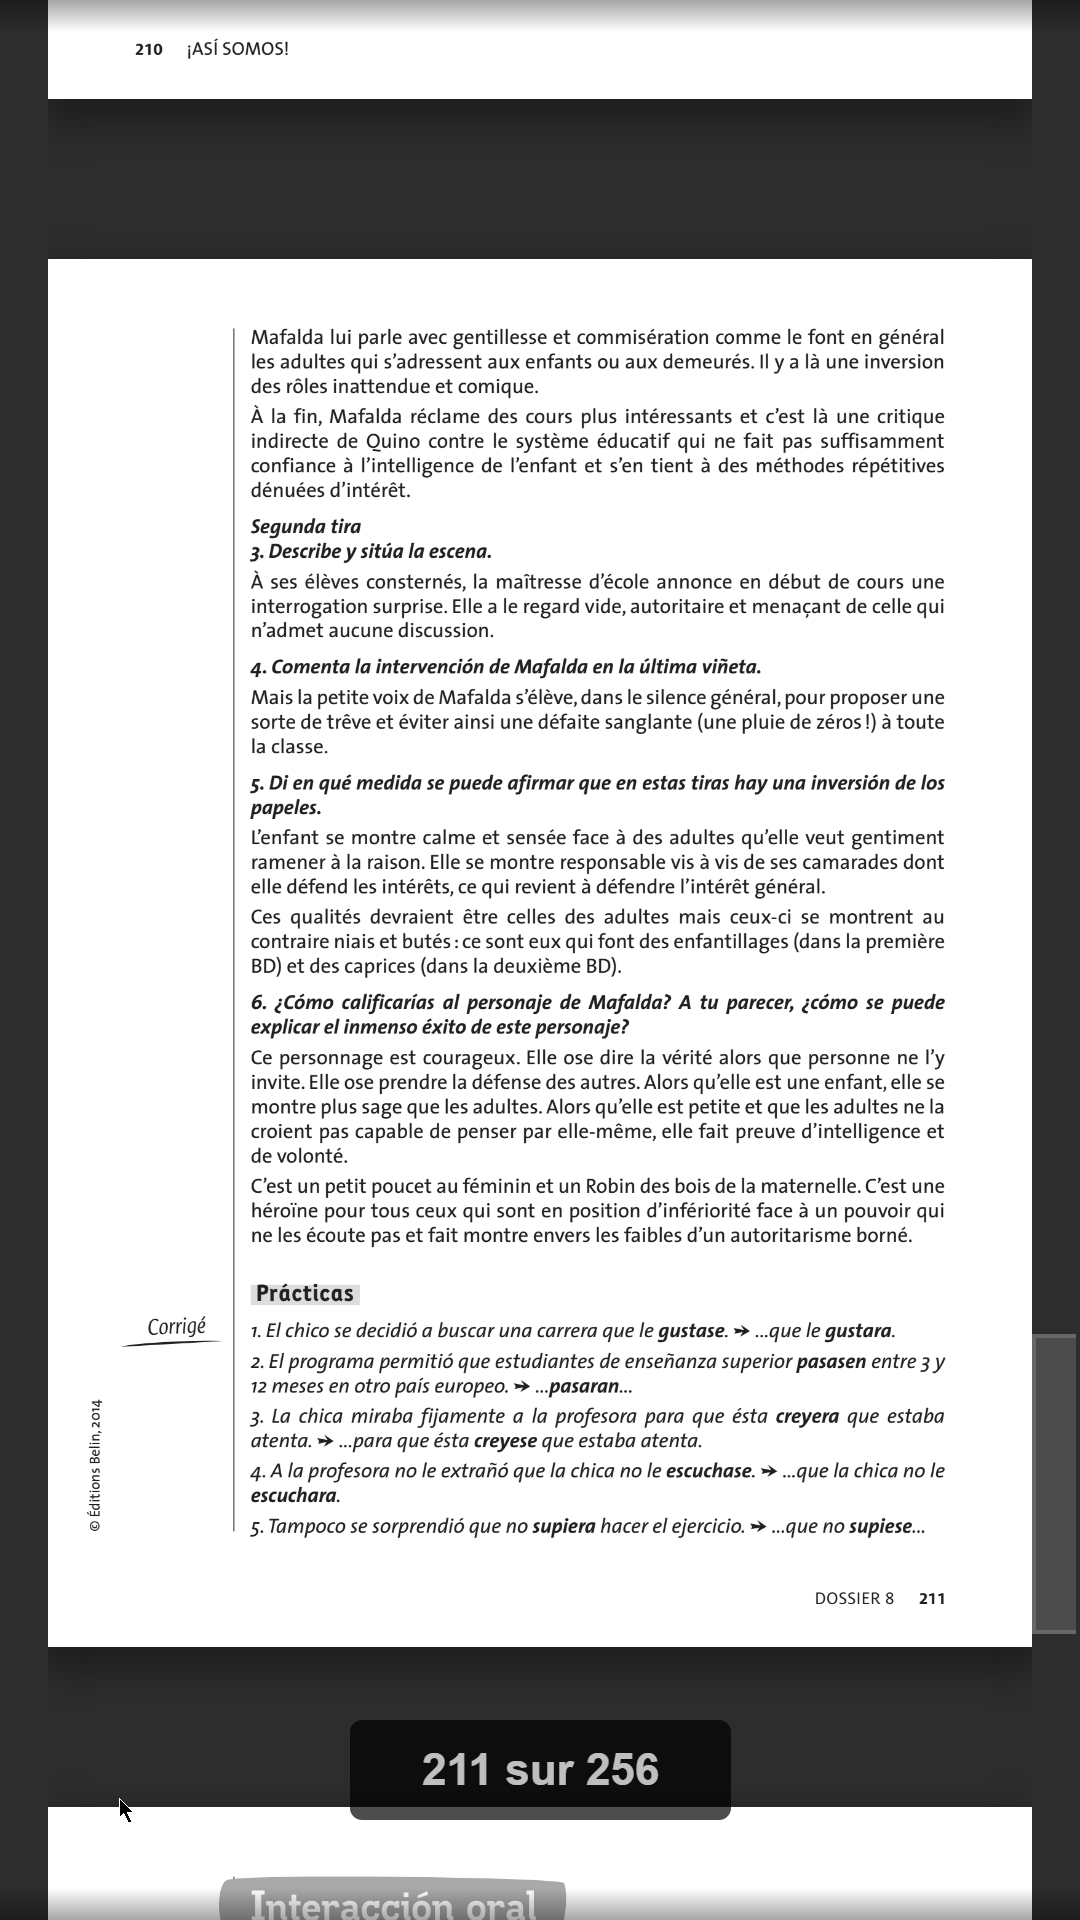 210 ¡ASÍ SOMOS!
Mafalda lui parle avec gentillesse et commisération comme le font en général
les adultes qui s’adressent aux enfants ou aux demeurés. Il y a là une inversion
des rôles inattendue et comique.
À la fin, Mafalda réclame des cours plus intéressants et c’est là une critique
indirecte de Quino contre le système éducatif qui ne fait pas suffisamment
confiance à l’intelligence de l’enfant et s’en tient à des méthodes répétitives
dénuées d’intérêt.
Segunda tira
3. Describe y sitúa la escena.
À ses élèves consternés, la maîtresse d’école annonce en début de cours une
interrogation surprise. Elle a le regard vide, autoritaire et menaçant de celle qui
n’admet aucune discussion.
4. Comenta la intervención de Mafalda en la última viñeta.
Mais la petite voix de Mafalda s’élève, dans le silence général, pour proposer une
sorte de trêve et éviter ainsi une défaite sanglante (une pluie de zéros !) à toute
la classe.
5. Di en qué medida se puede afirmar que en estas tiras hay una inversión de los
papeles.
L’enfant se montre calme et sensée face à des adultes qu’elle veut gentiment
ramener à la raison. Elle se montre responsable vis à vis de ses camarades dont
elle défend les intérêts, ce qui revient à défendre l’intérêt général.
Ces qualités devraient être celles des adultes mais ceux-ci se montrent au
contraire niais et butés : ce sont eux qui font des enfantillages (dans la première
BD) et des caprices (dans la deuxième BD).
6. ¿Cómo calificarías al personaje de Mafalda? A tu parecer, ¿cómo se puede
explicar el inmenso éxito de este personaje?
Ce personnage est courageux. Elle ose dire la vérité alors que personne ne l’y
invite. Elle ose prendre la défense des autres. Alors qu’elle est une enfant, elle se
montre plus sage que les adultes. Alors qu’elle est petite et que les adultes ne la
croient pas capable de penser par elle-même, elle fait preuve d’intelligence et
de volonté.
C’est un petit poucet au féminin et un Robin des bois de la maternelle. C’est une
héroïne pour tous ceux qui sont en position d’infériorité face à un pouvoir qui
ne les écoute pas et fait montre envers les faibles d’un autoritarisme borné.
Prácticas
Corrigé
1. El chico se decidió a buscar una carrera que le gustase. ➔ ...que le gustara.
2. El programa permitió que estudiantes de enseñanza superior pasasen entre 3 y
12 meses en otro país europeo. ➔ ...pasaran...
3. La chica miraba fijamente a la profesora para que ésta creyera que estaba
atenta. ➔ ...para que ésta creyese que estaba atenta.
4. A la profesora no le extrañó que la chica no le escuchase. ➔ ...que la chica no le
escuchara.
5. Tampoco se sorprendió que no supiera hacer el ejercicio. ➔ ...que no supiese...
© Éditions Belin, 2014
DOSSIER 8 211
211 sur 256
Interacción oral